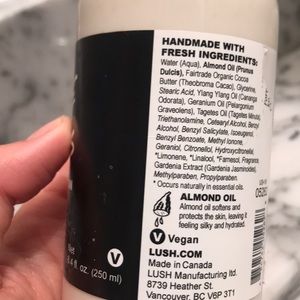 HANDMADE WITH
FRESH INGREDIENTS:
Water (Aqua), Almond Oil (Prunus
Dulcis), Fairtrade Organic Cocoa
Butter (Theobroma Cacao), Glycerine,
Stearic Acid, Ylang Ylang Oil (Cananga
Odorata), Geranium Oil (Pelargonium
Graveolens), Tagetes Oil (Tagetes Minuta),
Triethanolamine, Cetearyl Alcohol, Benzyl
Alcohol, Benzyl Salicylate, Isoeugenol,
Benzyl Benzoate, Methyl Ionone,
Geraniol, Citronellol, Hydroxycitronellal,
*Limonene, *Linalool, *Farnesol, Fragrance,
Gardenia Extract (Gardenia Jasminoides),
Methylparaben, Propylparaben.
* Occurs naturally in essential oils.
ALMOND OIL
Almond oil softens and
protects the skin, leaving it
feeling silky and hydrated.
V Vegan
LUSH.COM
Made in Canada
LUSH Manufacturing ltd.
8739 Heather St.
Vancouver, BC V6P 3T1
Net
8.4 fl. oz. (250 ml)
V